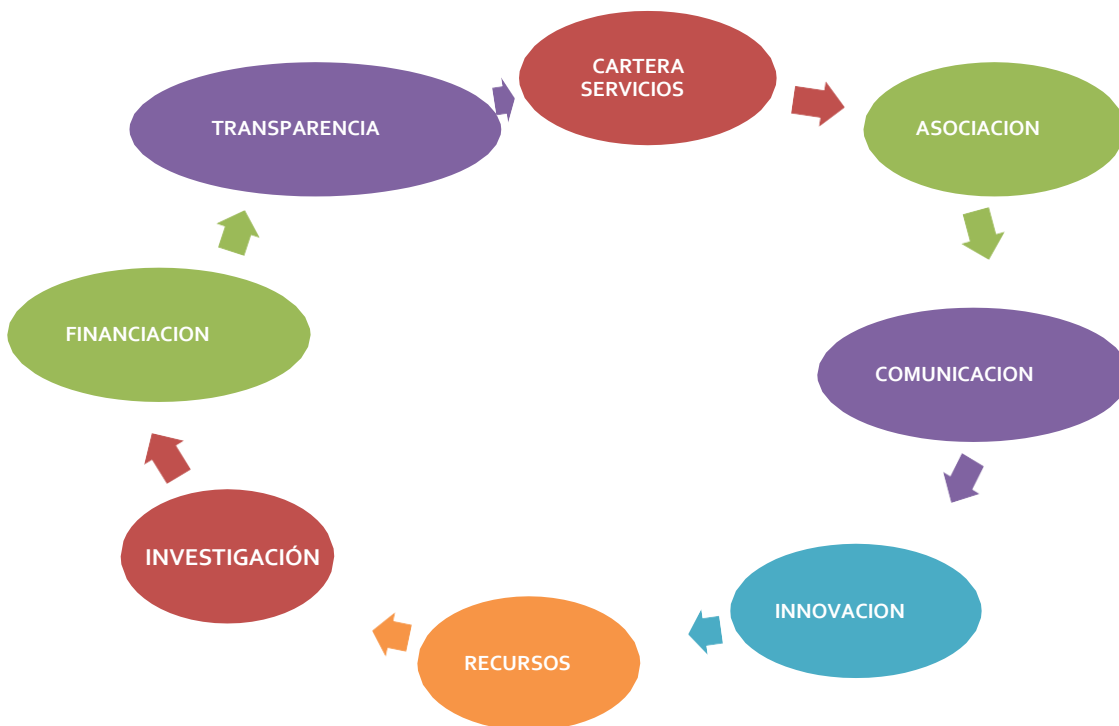 CARTERA
SERVICIOS
TRANSPARENCIA
ASOCIACION
FINANCIACION
COMUNICACION
INVESTIGACIÓN
INNOVACION
RECURSOS